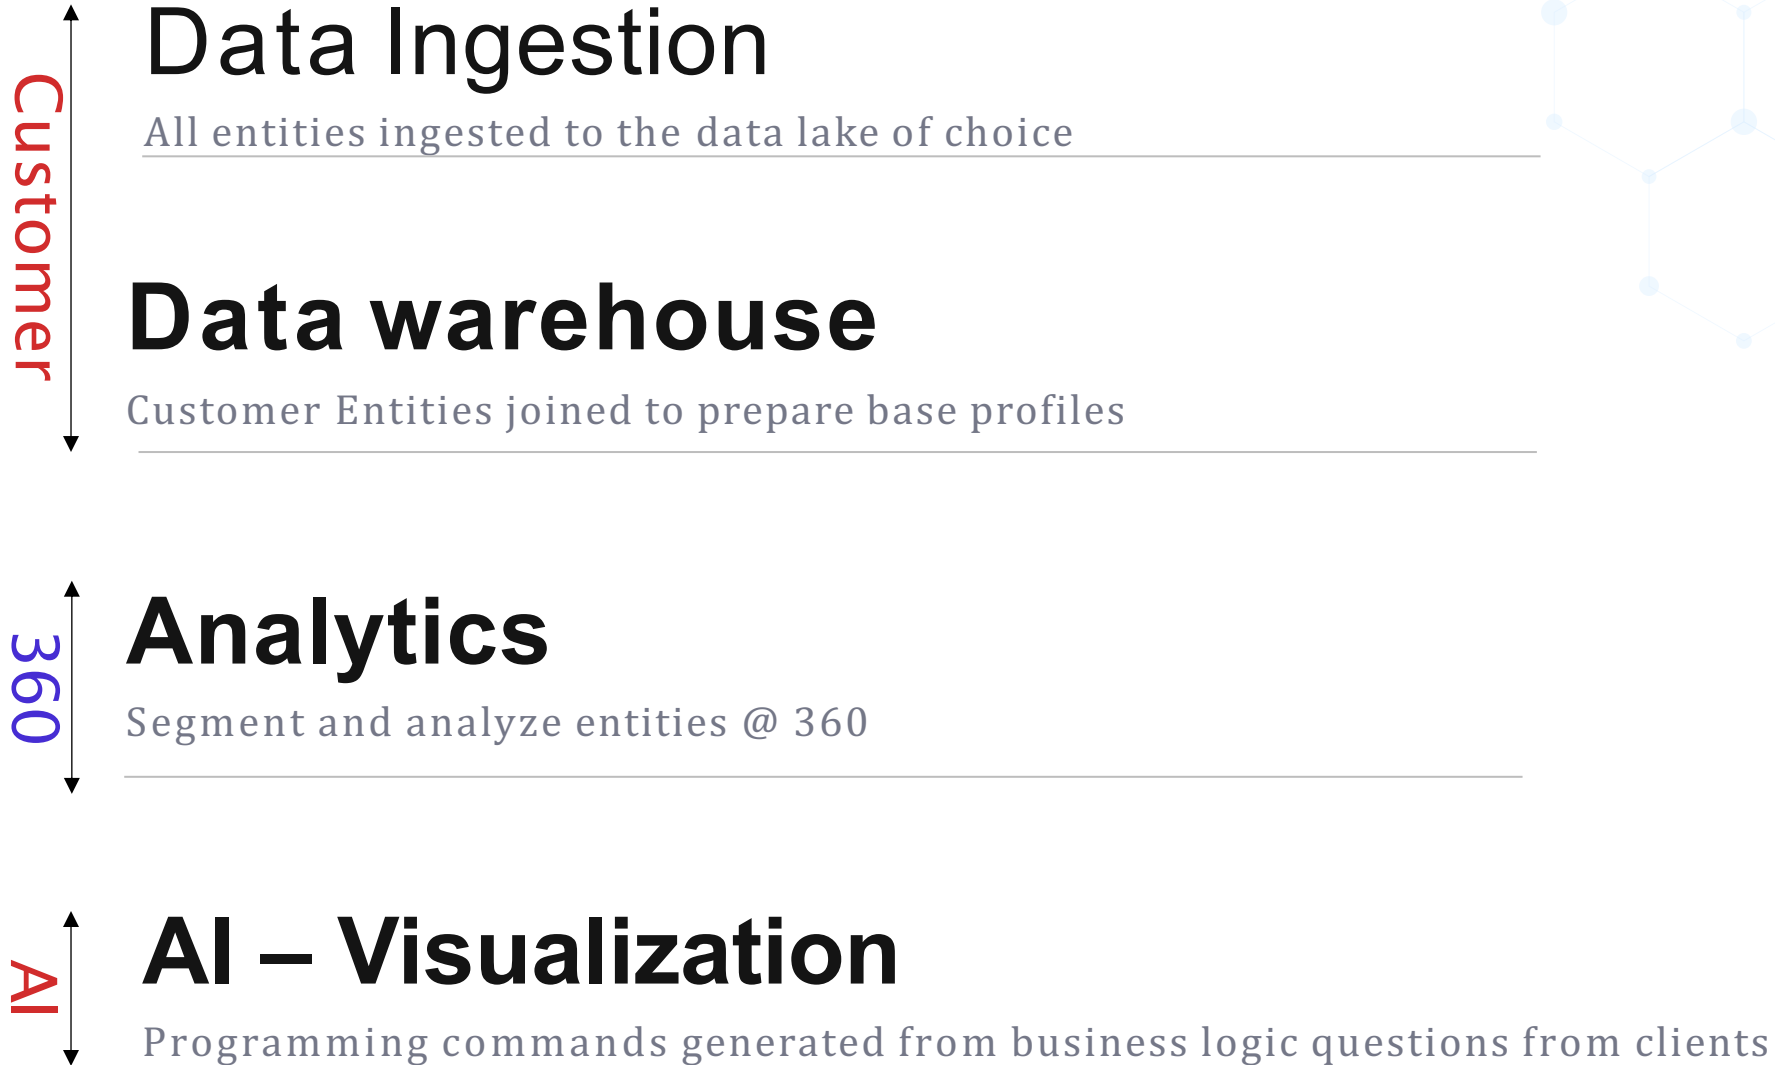 Customer
Data Ingestion
All entities ingested to the data lake of choice
Data warehouse
Customer Entities joined to prepare base profiles
360
Analytics
Segment and analyze entities @ 360
AI
AI – Visualization
Programming commands generated from business logic questions from clients